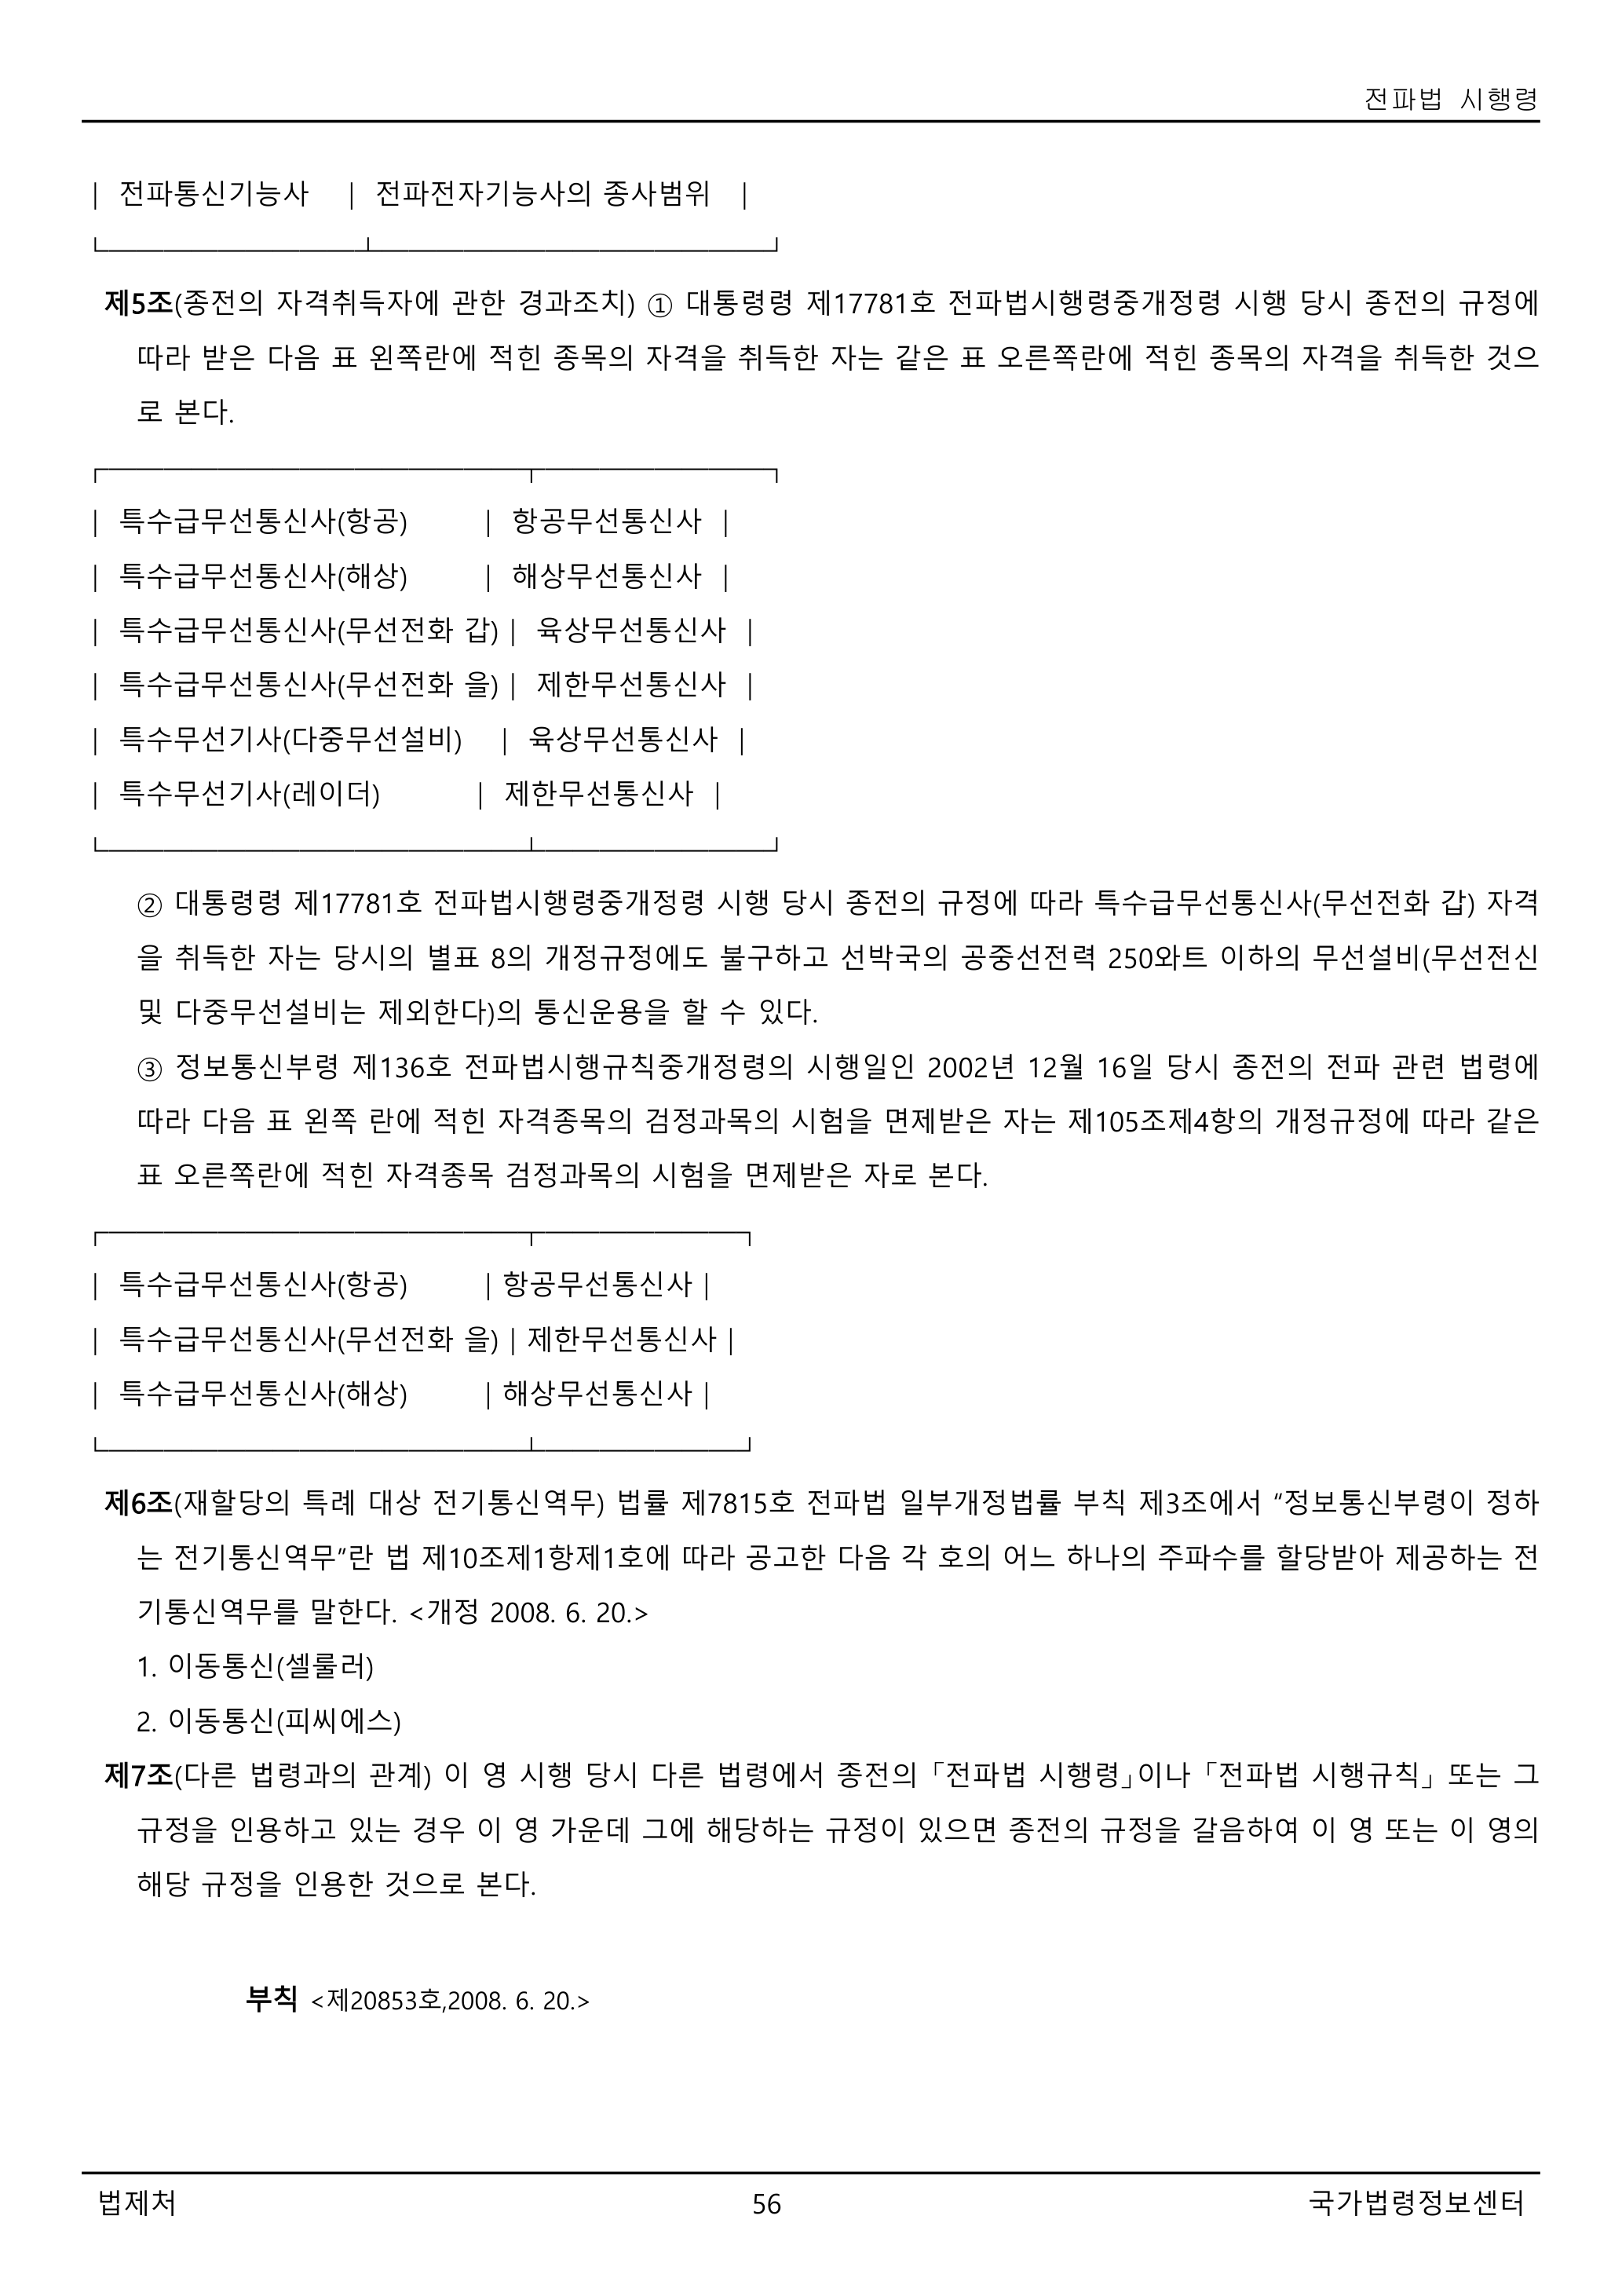 전파법 시행령
| 전파통신기능사 | 전파전자기능사의 종사범위 |
제5조(종전의 자격취득자에 관한 경과조치) ① 대통령령 제17781호 전파법시행령중개정령 시행 당시 종전의 규정에
따라 받은 다음 표 왼쪽란에 적힌 종목의 자격을 취득한 자는 같은 표 오른쪽란에 적힌 종목의 자격을 취득한 것으
로 본다.
| 특수급무선통신사(항공) | 항공무선통신사 |
| 특수급무선통신사(해상) | 해상무선통신사 |
| 특수급무선통신사(무선전화 갑) | 육상무선통신사 |
| 특수급무선통신사(무선전화 을) | 제한무선통신사 |
| 특수무선기사(다중무선설비) | 육상무선통신사 |
| 특수무선기사(레이더) | 제한무선통신사 |
② 대통령령 제17781호 전파법시행령중개정령 시행 당시 종전의 규정에 따라 특수급무선통신사(무선전화 갑) 자격
을 취득한 자는 당시의 별표 8의 개정규정에도 불구하고 선박국의 공중선전력 250와트 이하의 무선설비(무선전신
및 다중무선설비는 제외한다)의 통신운용을 할 수 있다.
③ 정보통신부령 제136호 전파법시행규칙중개정령의 시행일인 2002년 12월 16일 당시 종전의 전파 관련 법령에
따라 다음 표 왼쪽 란에 적힌 자격종목의 검정과목의 시험을 면제받은 자는 제105조제4항의 개정규정에 따라 같은
표 오른쪽란에 적힌 자격종목 검정과목의 시험을 면제받은 자로 본다.
| 특수급무선통신사(항공) | 항공무선통신사 |
| 특수급무선통신사(무선전화 을) | 제한무선통신사 |
| 특수급무선통신사(해상) | 해상무선통신사 |
제6조(재할당의 특례 대상 전기통신역무) 법률 제7815호 전파법 일부개정법률 부칙 제3조에서 “정보통신부령이 정하
는 전기통신역무”란 법 제10조제1항제1호에 따라 공고한 다음 각 호의 어느 하나의 주파수를 할당받아 제공하는 전
기통신역무를 말한다. <개정 2008. 6. 20.>
1. 이동통신(셀룰러)
2. 이동통신(피씨에스)
제7조(다른 법령과의 관계) 이 영 시행 당시 다른 법령에서 종전의 「전파법 시행령」이나 「전파법 시행규칙」 또는 그
규정을 인용하고 있는 경우 이 영 가운데 그에 해당하는 규정이 있으면 종전의 규정을 갈음하여 이 영 또는 이 영의
해당 규정을 인용한 것으로 본다.
부칙 <제20853호,2008. 6. 20.>
법제처 56 국가법령정보센터